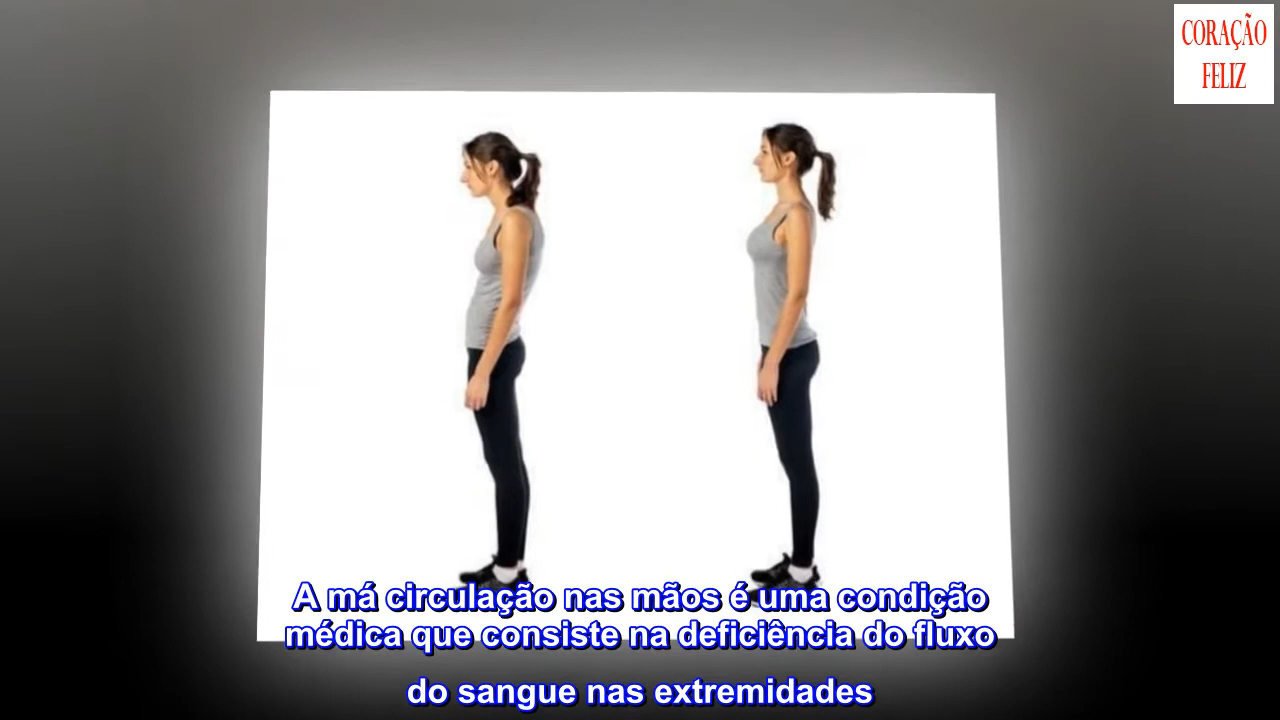 CORAÇÃO
FELIZ
A má circulação nas mãos é uma condição
médica que consiste na deficiência do fluxo
do sangue nas extremidades